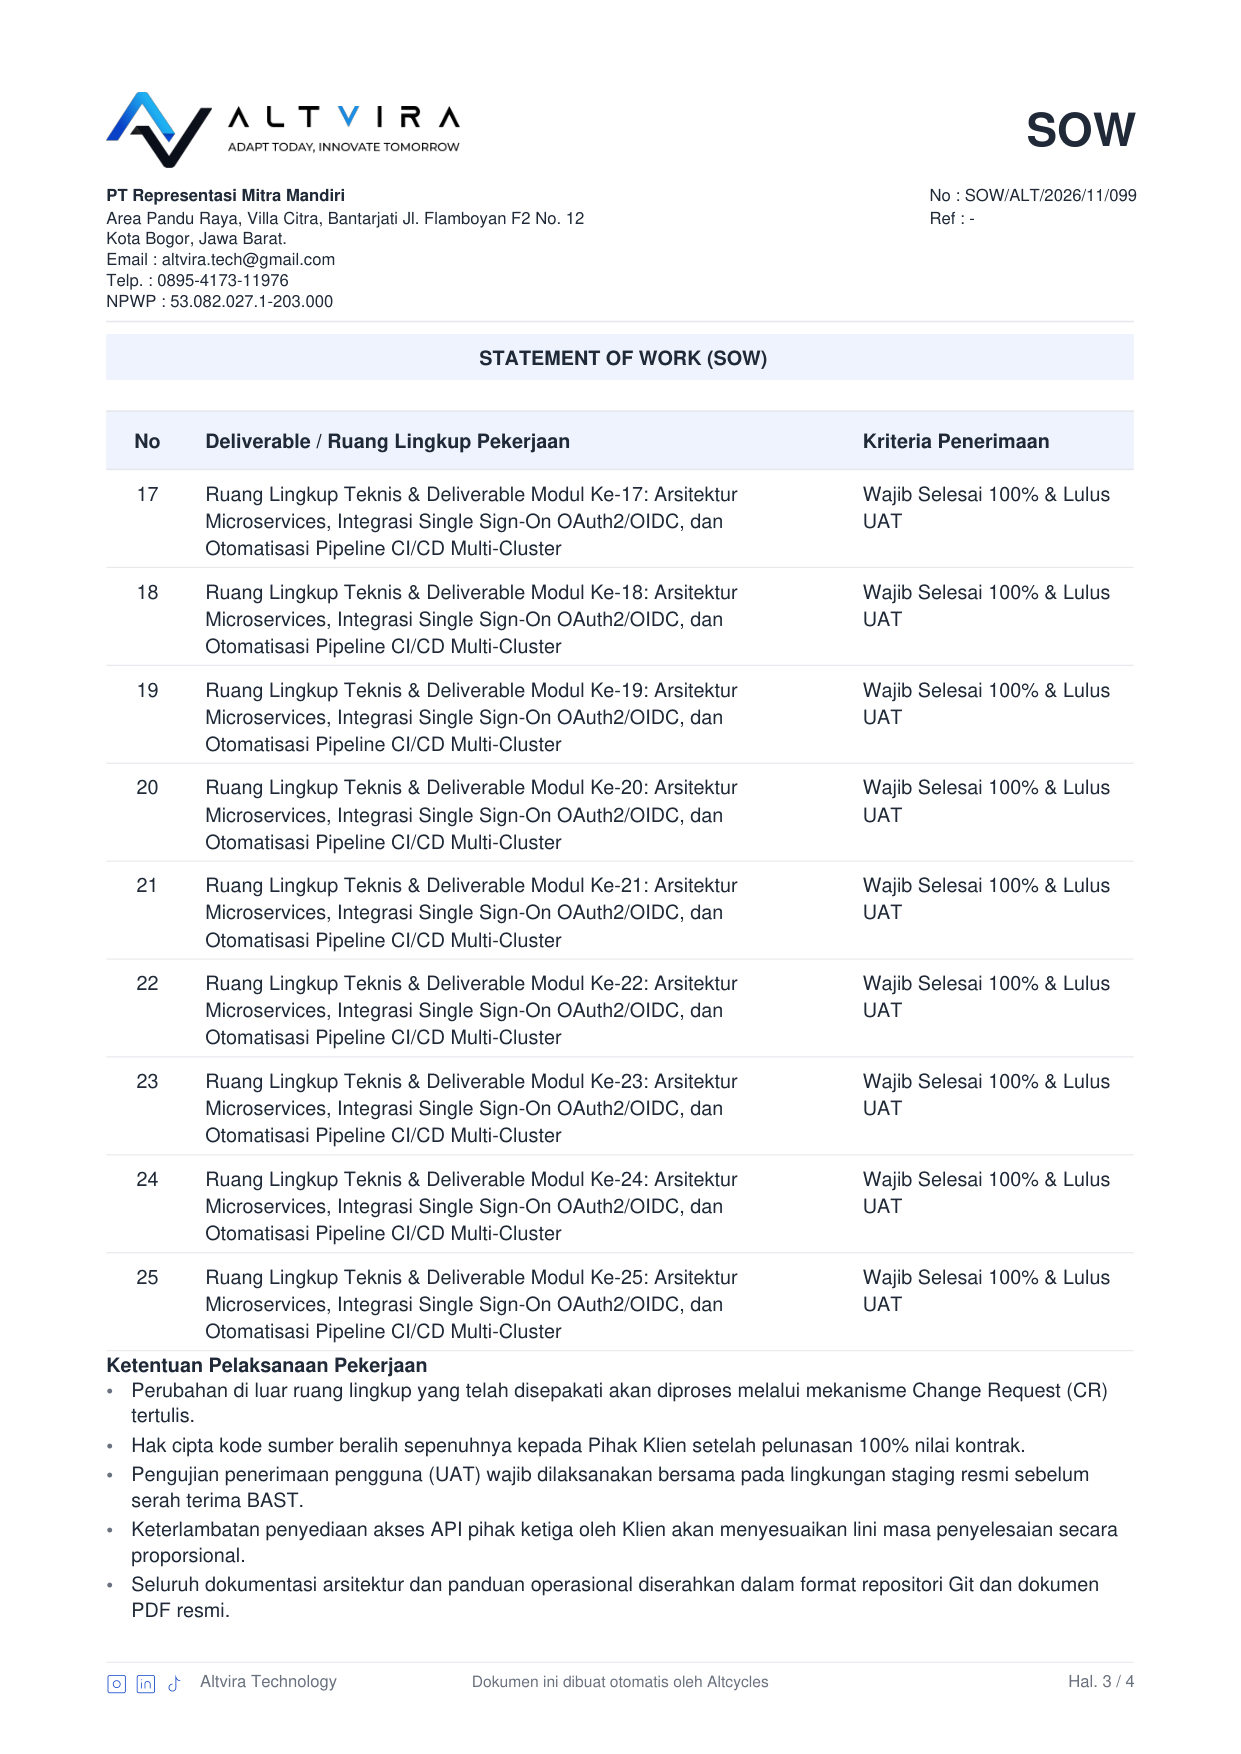 ALTVIRA
ADAPT TODAY, INNOVATE TOMORROW
SOW
PT Representasi Mitra Mandiri
Area Pandu Raya, Villa Citra, Bantarjati Jl. Flamboyan F2 No. 12
Kota Bogor, Jawa Barat.
Email : altvira.tech@gmail.com
Telp. : 0895-4173-11976
NPWP : 53.082.027.1-203.000
No : SOW/ALT/2026/11/099
Ref : -
STATEMENT OF WORK (SOW)
No Deliverable / Ruang Lingkup Pekerjaan Kriteria Penerimaan
17 Ruang Lingkup Teknis & Deliverable Modul Ke-17: Arsitektur Wajib Selesai 100% & Lulus
Microservices, Integrasi Single Sign-On OAuth2/OIDC, dan UAT
Otomatisasi Pipeline CI/CD Multi-Cluster
18 Ruang Lingkup Teknis & Deliverable Modul Ke-18: Arsitektur Wajib Selesai 100% & Lulus
Microservices, Integrasi Single Sign-On OAuth2/OIDC, dan UAT
Otomatisasi Pipeline CI/CD Multi-Cluster
19 Ruang Lingkup Teknis & Deliverable Modul Ke-19: Arsitektur Wajib Selesai 100% & Lulus
Microservices, Integrasi Single Sign-On OAuth2/OIDC, dan UAT
Otomatisasi Pipeline CI/CD Multi-Cluster
20 Ruang Lingkup Teknis & Deliverable Modul Ke-20: Arsitektur Wajib Selesai 100% & Lulus
Microservices, Integrasi Single Sign-On OAuth2/OIDC, dan UAT
Otomatisasi Pipeline CI/CD Multi-Cluster
21 Ruang Lingkup Teknis & Deliverable Modul Ke-21: Arsitektur Wajib Selesai 100% & Lulus
Microservices, Integrasi Single Sign-On OAuth2/OIDC, dan UAT
Otomatisasi Pipeline CI/CD Multi-Cluster
22 Ruang Lingkup Teknis & Deliverable Modul Ke-22: Arsitektur Wajib Selesai 100% & Lulus
Microservices, Integrasi Single Sign-On OAuth2/OIDC, dan UAT
Otomatisasi Pipeline CI/CD Multi-Cluster
23 Ruang Lingkup Teknis & Deliverable Modul Ke-23: Arsitektur Wajib Selesai 100% & Lulus
Microservices, Integrasi Single Sign-On OAuth2/OIDC, dan UAT
Otomatisasi Pipeline CI/CD Multi-Cluster
24 Ruang Lingkup Teknis & Deliverable Modul Ke-24: Arsitektur Wajib Selesai 100% & Lulus
Microservices, Integrasi Single Sign-On OAuth2/OIDC, dan UAT
Otomatisasi Pipeline CI/CD Multi-Cluster
25 Ruang Lingkup Teknis & Deliverable Modul Ke-25: Arsitektur Wajib Selesai 100% & Lulus
Microservices, Integrasi Single Sign-On OAuth2/OIDC, dan UAT
Otomatisasi Pipeline CI/CD Multi-Cluster
Ketentuan Pelaksanaan Pekerjaan
• Perubahan di luar ruang lingkup yang telah disepakati akan diproses melalui mekanisme Change Request (CR)
tertulis.
• Hak cipta kode sumber beralih sepenuhnya kepada Pihak Klien setelah pelunasan 100% nilai kontrak.
• Pengujian penerimaan pengguna (UAT) wajib dilaksanakan bersama pada lingkungan staging resmi sebelum
serah terima BAST.
• Keterlambatan penyediaan akses API pihak ketiga oleh Klien akan menyesuaikan lini masa penyelesaian secara
proporsional.
• Seluruh dokumentasi arsitektur dan panduan operasional diserahkan dalam format repositori Git dan dokumen
PDF resmi.
Altvira Technology Dokumen ini dibuat otomatis oleh Altcycles Hal. 3 / 4